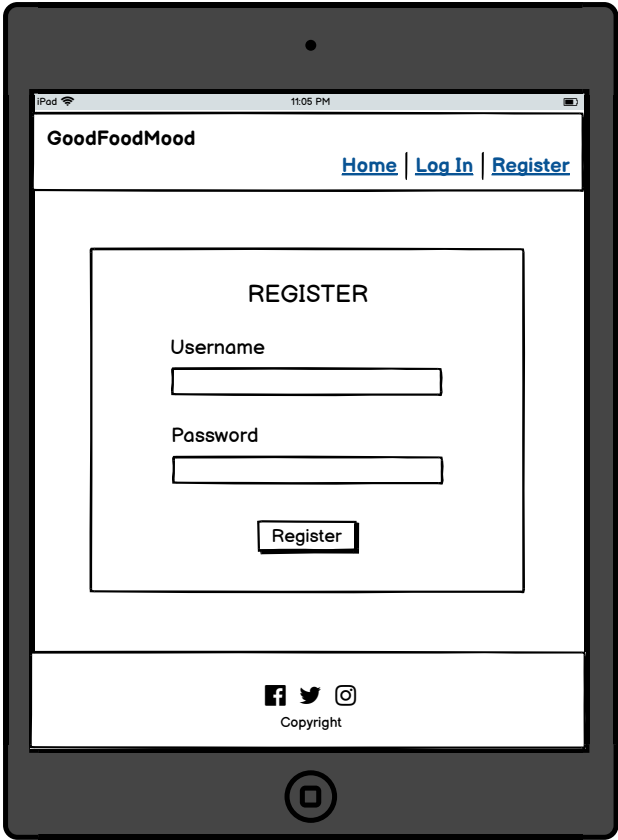 iPad 11:05 PM
GoodFoodMood
Home Log In Register
REGISTER
Username
Password
Register
Copyright